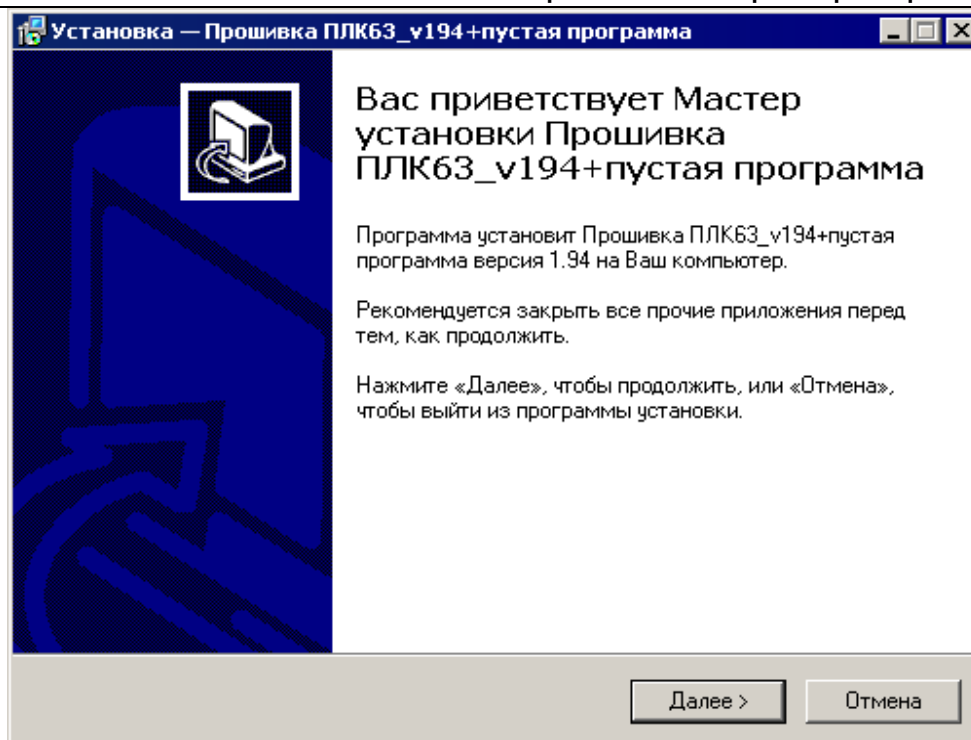 Установка — Прошивка ПЛК63_v194+пустая программа
Вас приветствует Мастер
установки Прошивка
ПЛК63_v194+пустая программа
Программа установит Прошивка ПЛК63_v194+пустая
программа версия 1.94 на Ваш компьютер.
Рекомендуется закрыть все прочие приложения перед
тем, как продолжить.
Нажмите «Далее», чтобы продолжить, или «Отмена»,
чтобы выйти из программы установки.
Далее >
Отмена